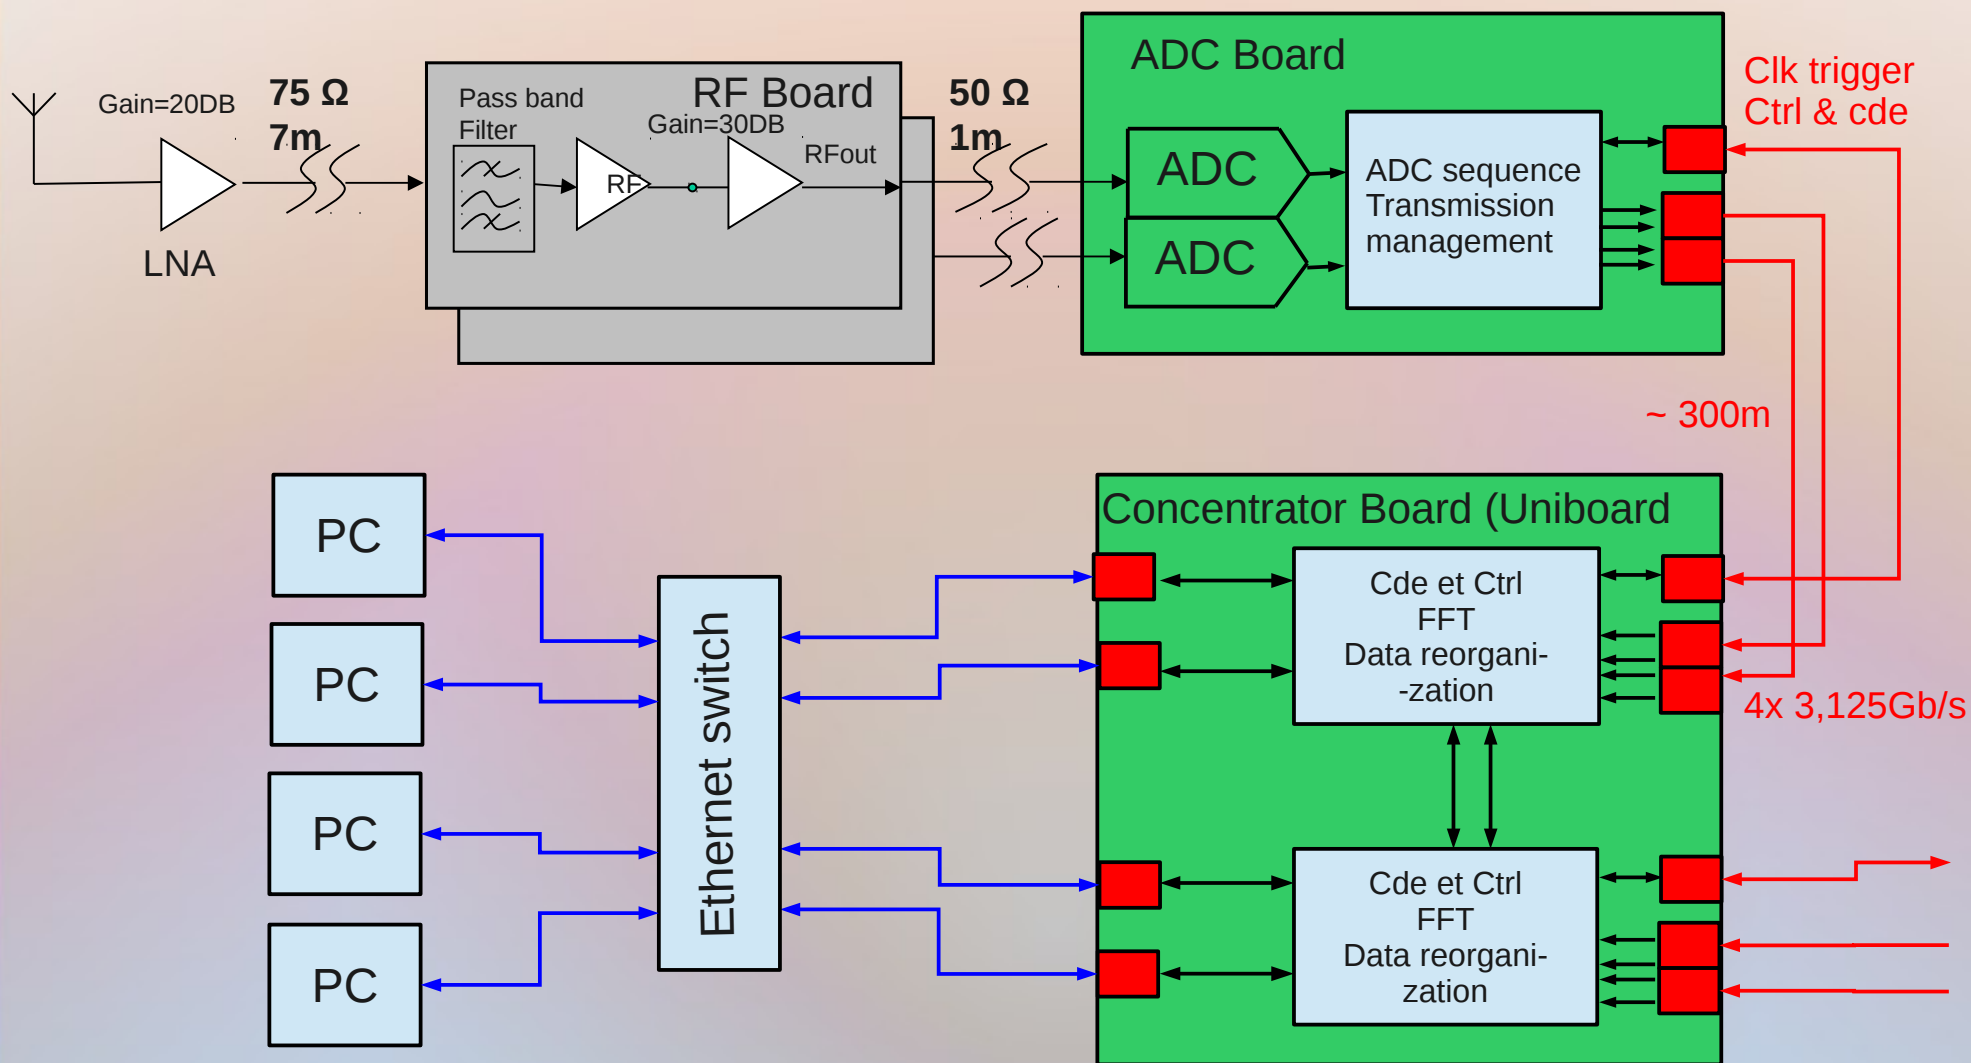 Gain=20DB
75 Ω
7m
LNA
RF Board
Pass band
Filter
Gain=30DB
RF
RFout
50 Ω
1m
ADC Board
ADC
ADC
ADC sequence
Transmission
management
Clk trigger
Ctrl & cde
~ 300m
4x 3,125Gb/s
Concentrator Board (Uniboard
Cde et Ctrl
FFT
Data reorgani-
-zation
Cde et Ctrl
FFT
Data reorgani-
zation
Ethernet switch
PC
PC
PC
PC